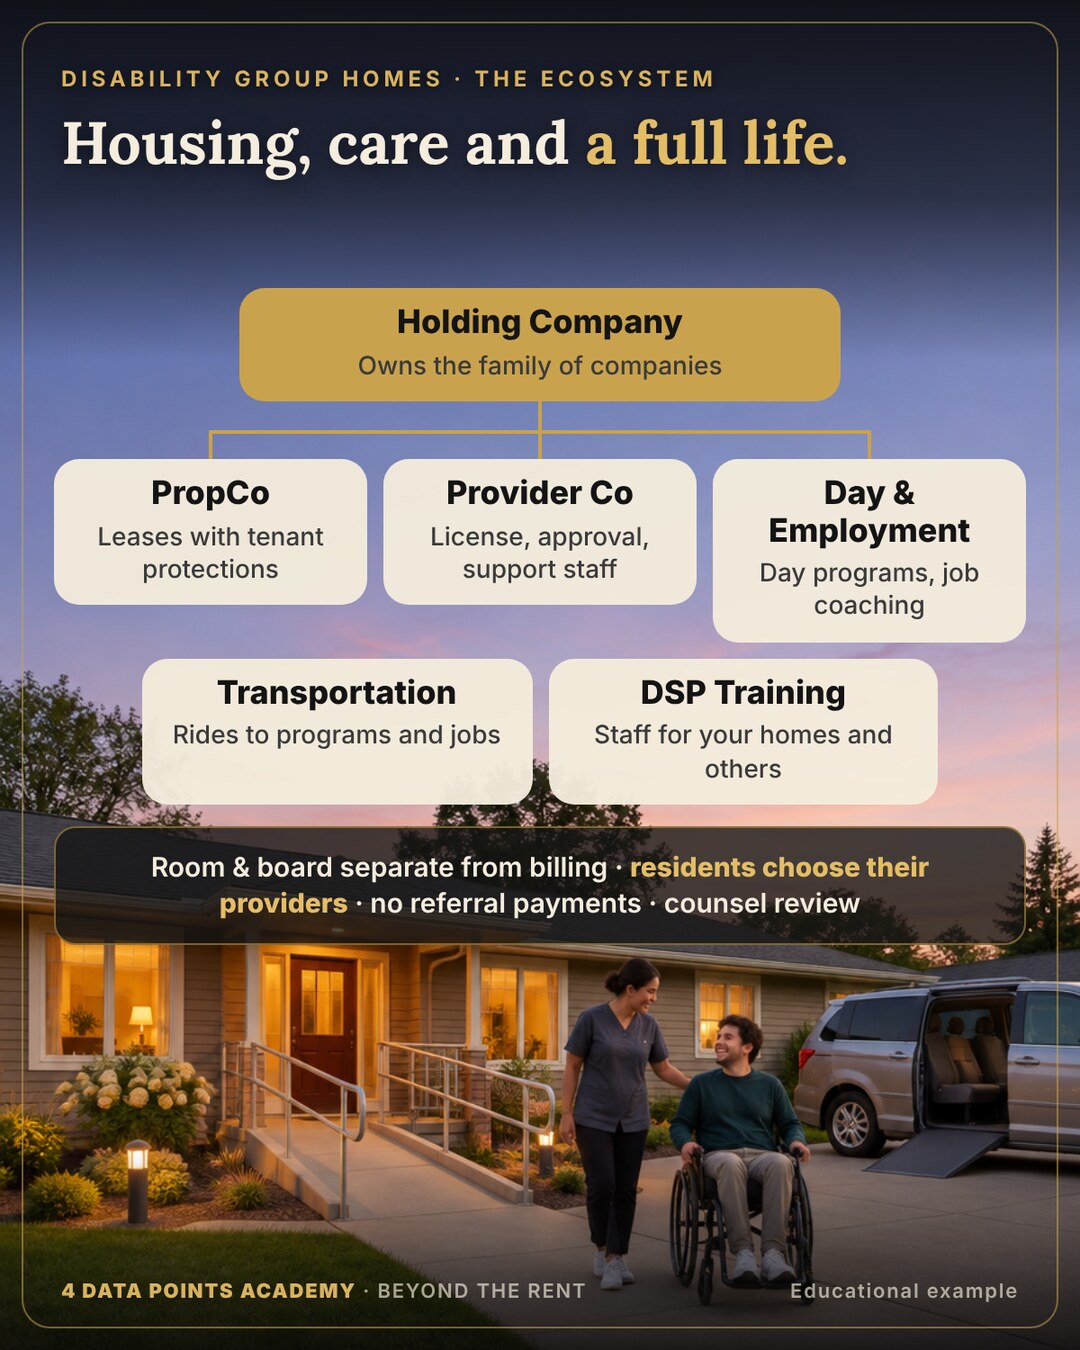 DISABILITY GROUP HOMES · THE ECOSYSTEM
Housing, care and a full life.
Holding Company
Owns the family of companies
PropCo
Leases with tenant
protections
Provider Co
License, approval,
support staff
Day &
Employment
Day programs, job
coaching
Transportation
Rides to programs and jobs
DSP Training
Staff for your homes and
others
Room & board separate from billing · residents choose their
providers · no referral payments · counsel review
4 DATA POINTS ACADEMY · BEYOND THE RENT
Educational example